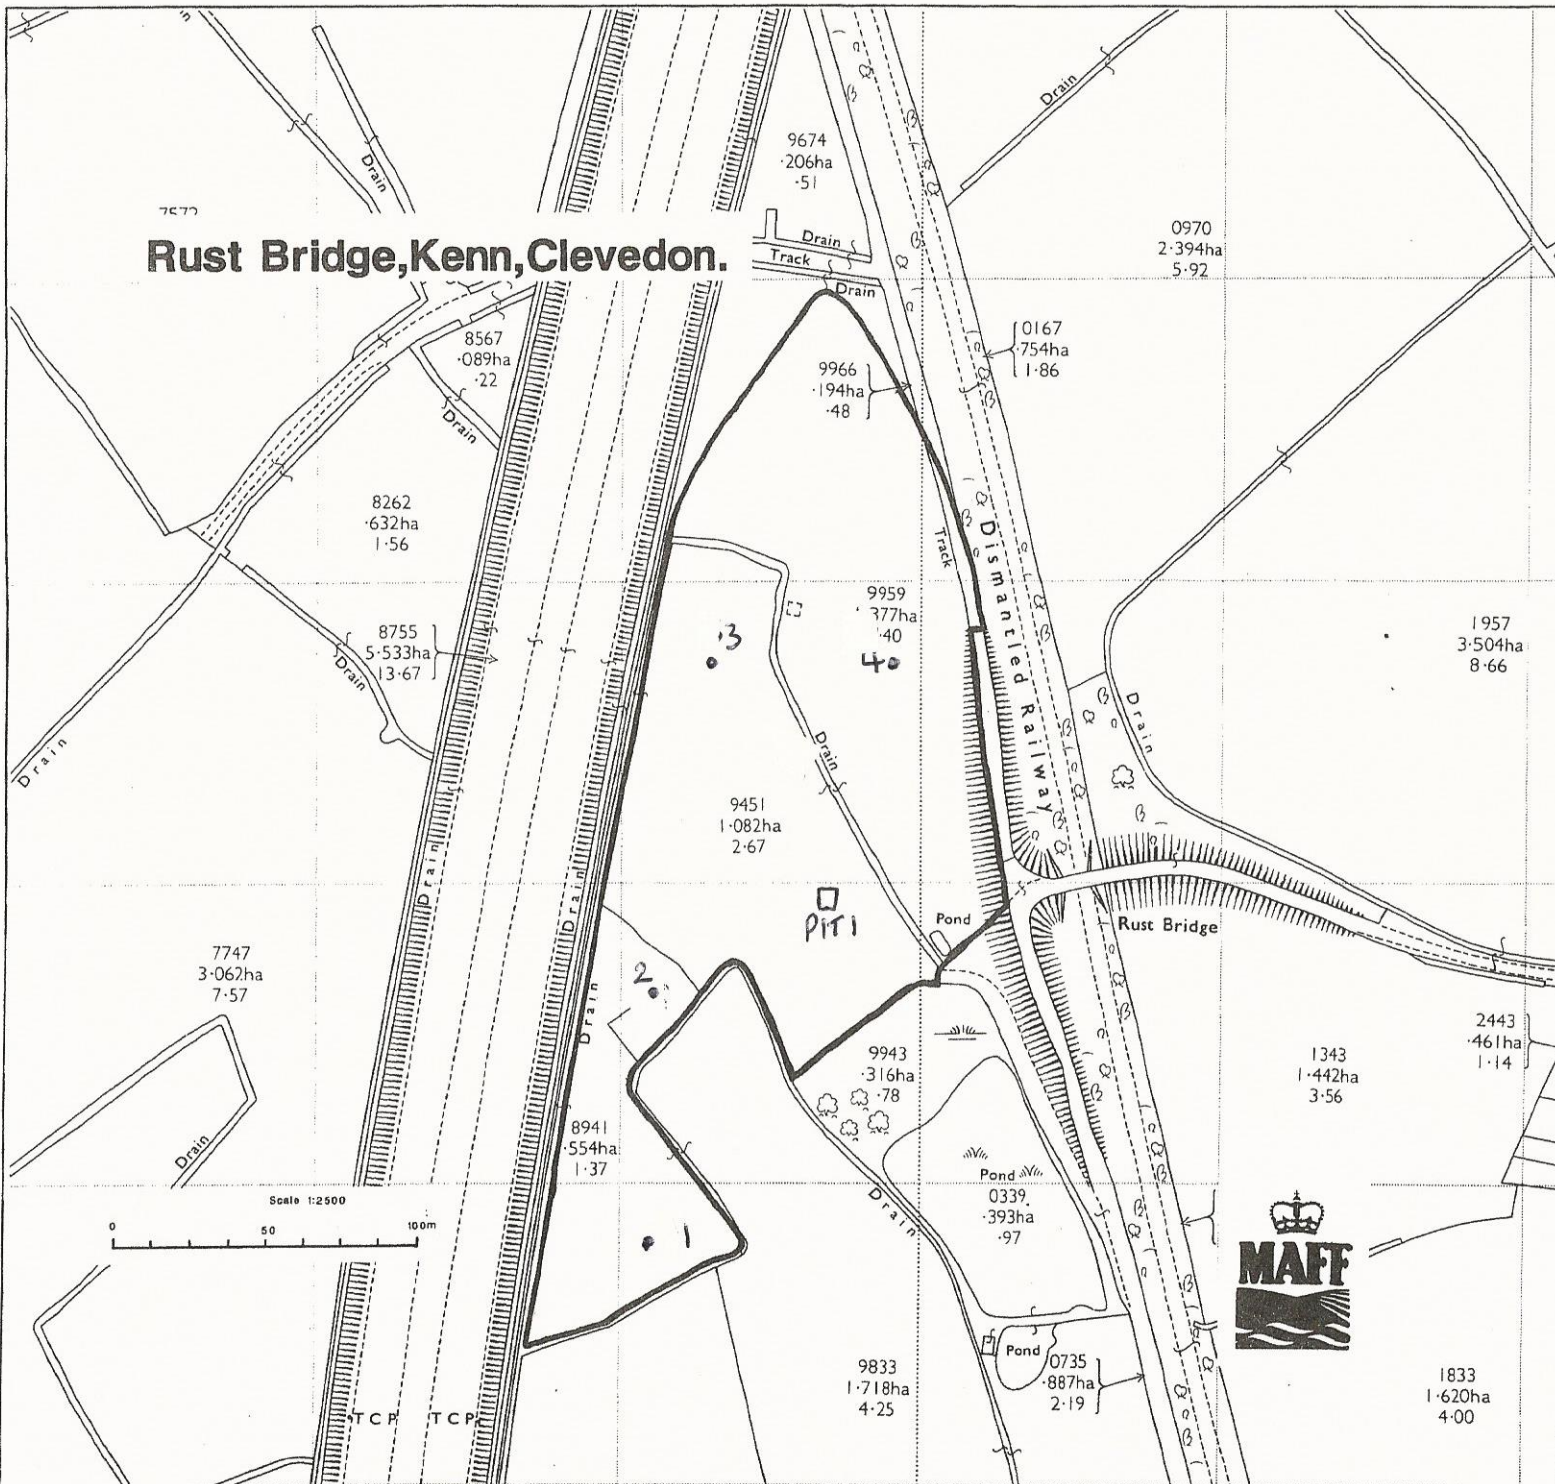 Drain
Drain
9674
·206ha
·51
Drain
Track
Drain
0970
2·394ha
5·92
Rust Bridge,Kenn,Clevedon.
8567
·089ha
·22
Drain
9966
·194ha
·48
0167
·754ha
1·86
8262
·632ha
1·56
Track
Dismantled Railway
9959
377ha
·40
8755
5·533ha
13·67
Drain
Drain
3
4
1957
3·504ha
8·66
Drain
Drain
9451
1·082ha
2·67
Drain
Drain
PIT1
Pond
Rust Bridge
7747
3·062ha
7·57
2
Drain
9943
·316ha
·78
2443
·461ha
1·14
1343
1·442ha
3·56
8941
·554ha
1·37
Drain
Pond
0339
·393ha
·97
Drain
Scale 1:2500
0 50 100m
1
MAFF
Pond
0735
·887ha
2·19
9833
1·718ha
4·25
1833
1·620ha
4·00
TCP TCP